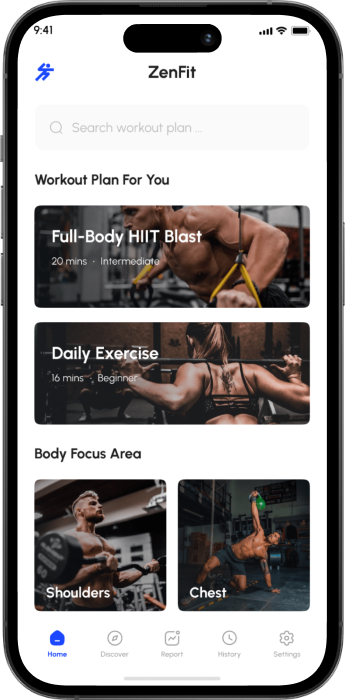 9:41
ZenFit
Search workout plan ...
Workout Plan For You
Full-Body HIIT Blast
20 mins · Intermediate
Daily Exercise
16 mins · Beginner
Body Focus Area
Shoulders
Chest
Home
Discover
Report
History
Settings